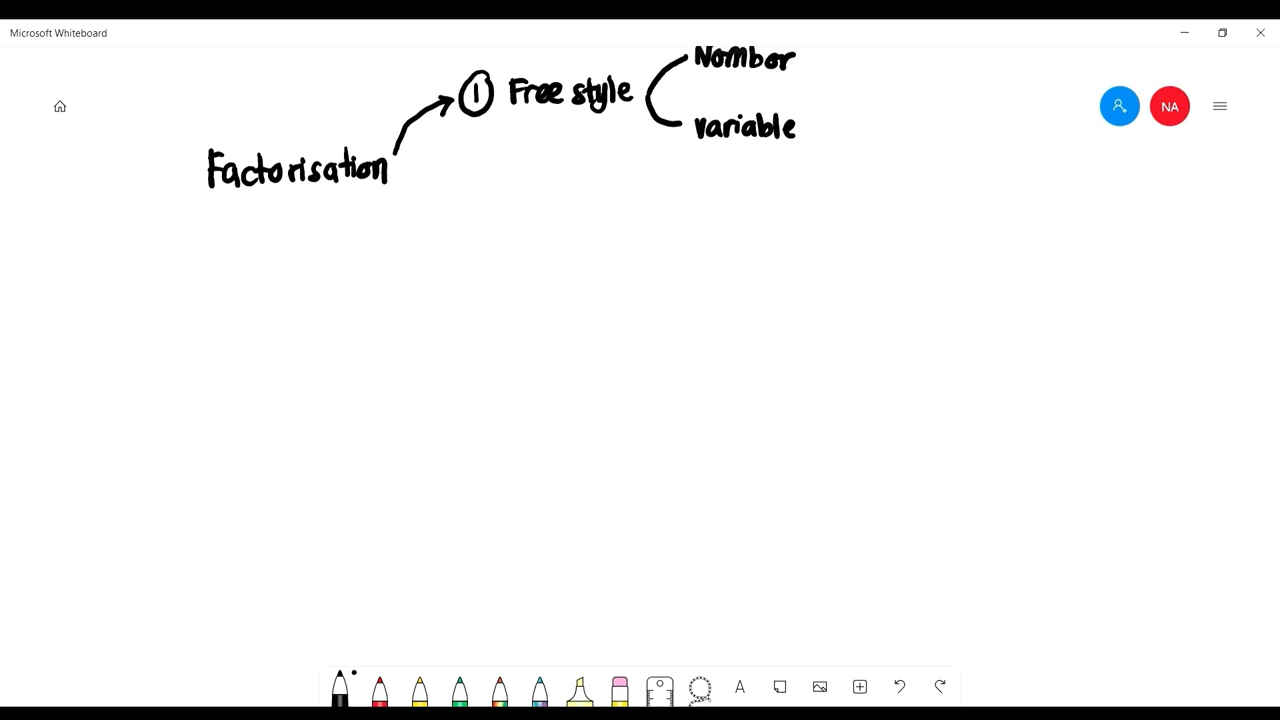 Microsoft Whiteboard
Nombor
① Free style
variable
NA
Factorisation
A